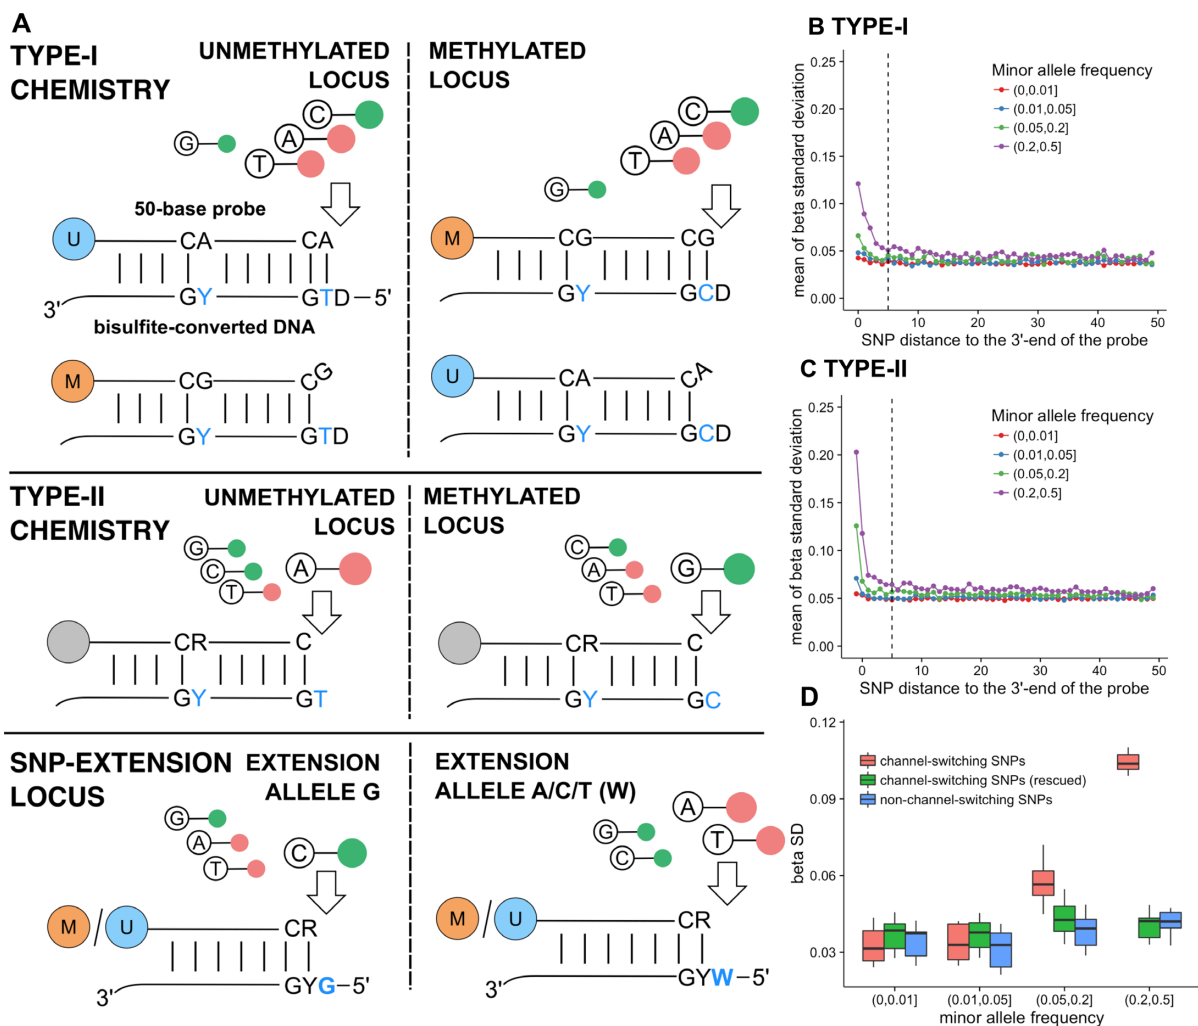 A
TYPE-I
CHEMISTRY
UNMETHYLATED
LOCUS
METHYLATED
LOCUS
C
A
T
G
C
A
T
G
50-base probe
U
CA
CA
GY
GTD
3'
5'
bisulfite-converted DNA
M
CG
CG
GY
GCD
M
CG
CG
GY
GTD
U
CA
CA
GY
GCD
TYPE-II
CHEMISTRY
UNMETHYLATED
LOCUS
METHYLATED
LOCUS
G
C
T
A
C
A
T
G
CR
C
GY
GT
CR
C
GY
GC
SNP-EXTENSION
LOCUS
EXTENSION
ALLELE G
EXTENSION
ALLELE A/C/T (W)
G
A
T
C
G
C
A
T
M / U
CR
GYG
3'
5'
M / U
CR
GYW
3'
5'
B TYPE-I
mean of beta standard deviation
0.25
0.20
0.15
0.10
0.05
0.00
Minor allele frequency
(0,0.01]
(0.01,0.05]
(0.05,0.2]
(0.2,0.5]
0 10 20 30 40 50
SNP distance to the 3'-end of the probe
C TYPE-II
mean of beta standard deviation
0.25
0.20
0.15
0.10
0.05
0.00
Minor allele frequency
(0,0.01]
(0.01,0.05]
(0.05,0.2]
(0.2,0.5]
0 10 20 30 40 50
SNP distance to the 3'-end of the probe
D
beta SD
0.12
0.09
0.06
0.03
channel-switching SNPs
channel-switching SNPs (rescued)
non-channel-switching SNPs
(0,0.01] (0.01,0.05] (0.05,0.2] (0.2,0.5]
minor allele frequency